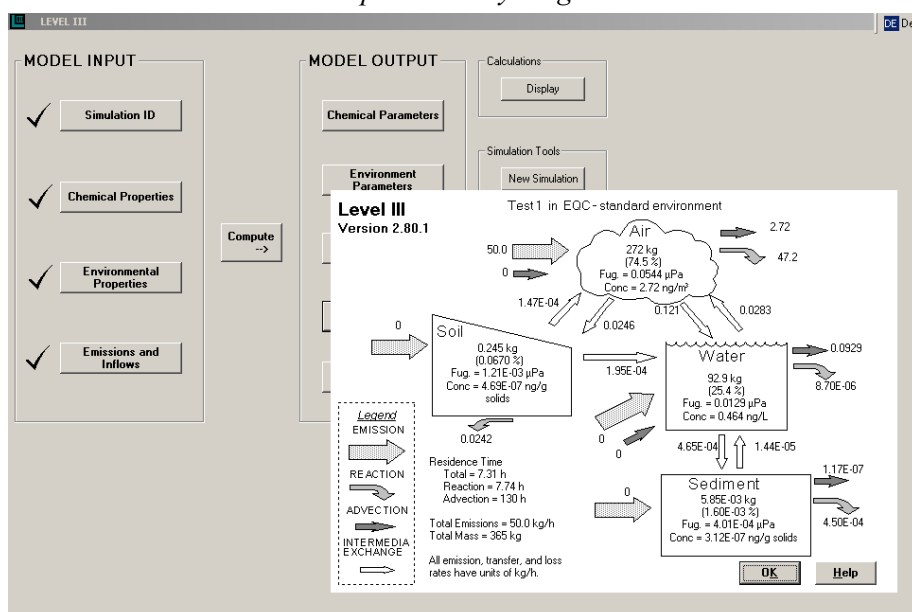 LEVEL III
DE De
MODEL INPUT
Simulation ID
Chemical Properties
Environmental
Properties
Emissions and
Inflows
Compute
-->
MODEL OUTPUT
Chemical Parameters
Environment
Parameters
Calculations
Display
Simulation Tools
New Simulation
Level III
Version 2.80.1
Test1 in EQC - standard environment
Air
272 kg
(74.5 %)
Fug. = 0.0544 µPa
Conc = 2.72 ng/m³
50.0
0
2.72
47.2
1.47E-04
0.0246
0.121
0.0283
0
Soil
0.245 kg
(0.0670 %)
Fug. = 1.21E-03 µPa
Conc = 4.69E-07 ng/g
solids
0.0242
1.95E-04
Water
92.9 kg
(25.4 %)
Fug. = 0.0129 µPa
Conc = 0.464 ng/L
0.0929
8.70E-06
0
0
4.65E-04
1.44E-05
Legend
EMISSION
REACTION
ADVECTION
INTERMEDIA
EXCHANGE
Residence Time
Total = 7.31 h
Reaction = 7.74 h
Advection = 130 h
Total Emissions = 50.0 kg/h
Total Mass = 365 kg
All emission, transfer, and loss
rates have units of kg/h.
0
Sediment
5.85E-03 kg
(1.60E-03 %)
Fug. = 4.01E-04 µPa
Conc = 3.12E-07 ng/g solids
1.17E-07
4.50E-04
OK
Help